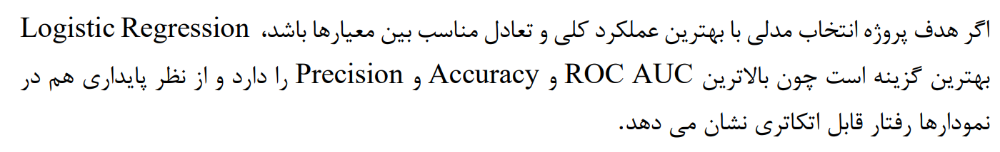 اگر هدف پروژه انتخاب مدلی با بهترین عملکرد کلی و تعادل مناسب بین معیارها باشد، Logistic Regression
بهترین گزینه است چون بالاترین ROC AUC و Accuracy و Precision را دارد و از نظر پایداری هم در
نمودارها رفتار قابل اتکاتری نشان می دهد.